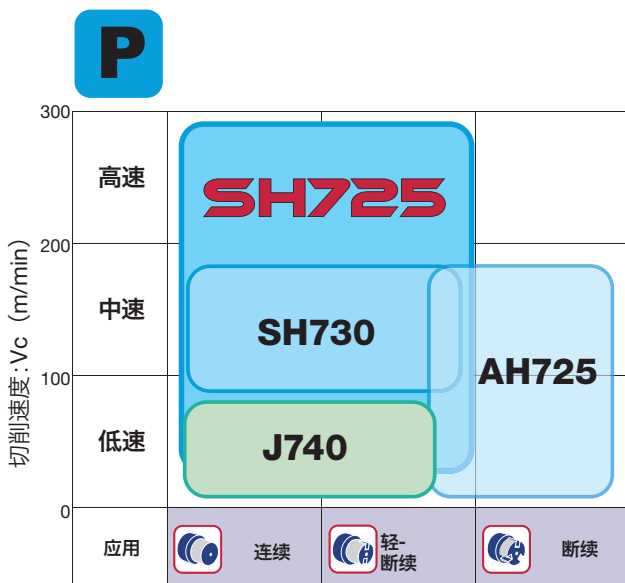 P
300
高速
SH725
200
中速
SH730
AH725
100
低速
J740
0
切削速度:Vc（m/min）
应用
连续
轻-
断续
断续